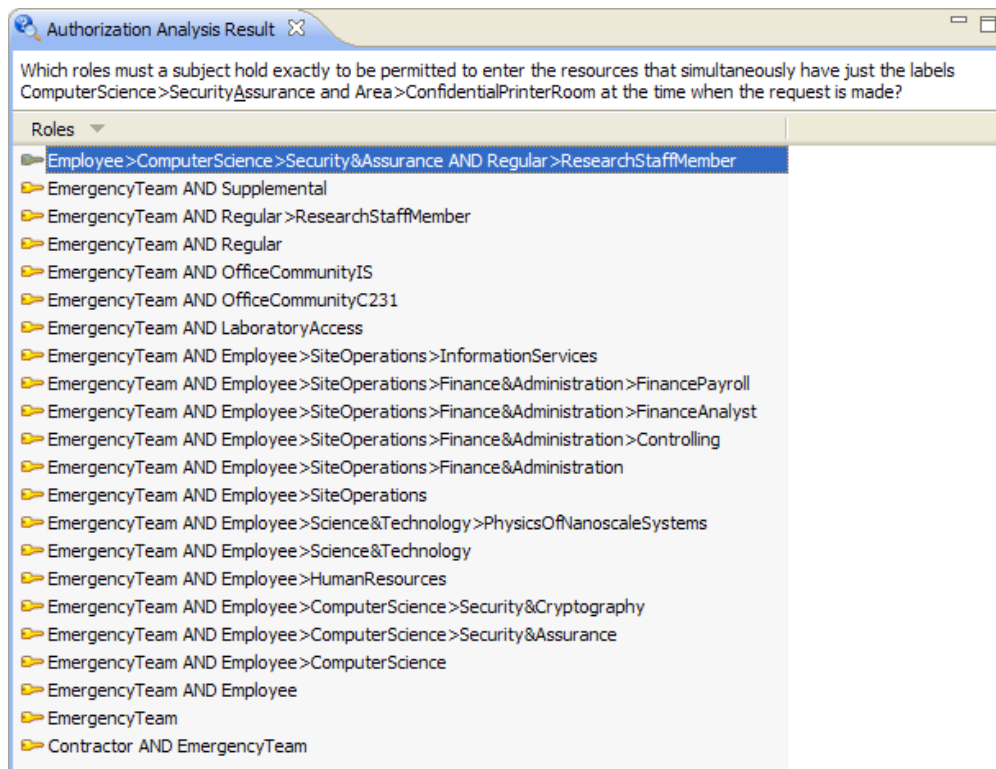 Authorization Analysis Result
Which roles must a subject hold exactly to be permitted to enter the resources that simultaneously have just the labels
ComputerScience>SecurityAssurance and Area>ConfidentialPrinterRoom at the time when the request is made?
Roles
Employee>ComputerScience>Security&Assurance AND Regular>ResearchStaffMember
EmergencyTeam AND Supplemental
EmergencyTeam AND Regular>ResearchStaffMember
EmergencyTeam AND Regular
EmergencyTeam AND OfficeCommunityIS
EmergencyTeam AND OfficeCommunityC231
EmergencyTeam AND LaboratoryAccess
EmergencyTeam AND Employee>SiteOperations>InformationServices
EmergencyTeam AND Employee>SiteOperations>Finance&Administration>FinancePayroll
EmergencyTeam AND Employee>SiteOperations>Finance&Administration>FinanceAnalyst
EmergencyTeam AND Employee>SiteOperations>Finance&Administration>Controlling
EmergencyTeam AND Employee>SiteOperations>Finance&Administration
EmergencyTeam AND Employee>SiteOperations
EmergencyTeam AND Employee>Science&Technology>PhysicsOfNanoscaleSystems
EmergencyTeam AND Employee>Science&Technology
EmergencyTeam AND Employee>HumanResources
EmergencyTeam AND Employee>ComputerScience>Security&Cryptography
EmergencyTeam AND Employee>ComputerScience>Security&Assurance
EmergencyTeam AND Employee>ComputerScience
EmergencyTeam AND Employee
EmergencyTeam
Contractor AND EmergencyTeam